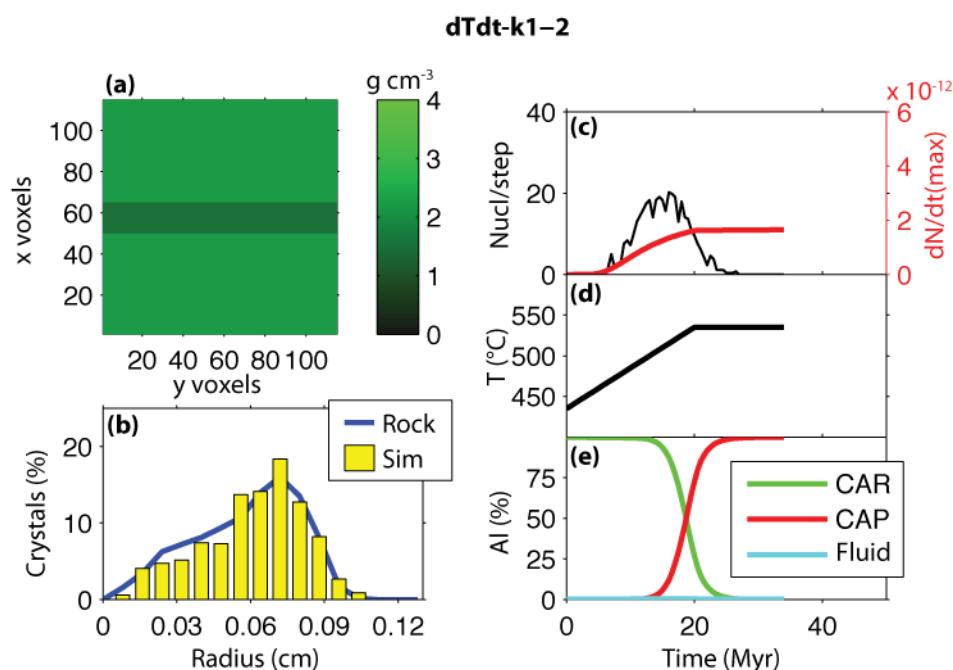 dTdt-k1–2
(a)
g cm-3
x voxels
100
80
60
40
20
20 40 60 80 100
y voxels
4
3
2
1
0
(b)
Rock
Sim
Crystals (%)
20
10
0
0 0.03 0.06 0.09 0.12
Radius (cm)
(c)
x 10-12
Nucl/step
40
20
0
6
4
2
0
dN/dt(max)
(d)
T (°C)
550
500
450
(e)
Al (%)
75
50
25
0
CAR
CAP
Fluid
0 20 40
Time (Myr)